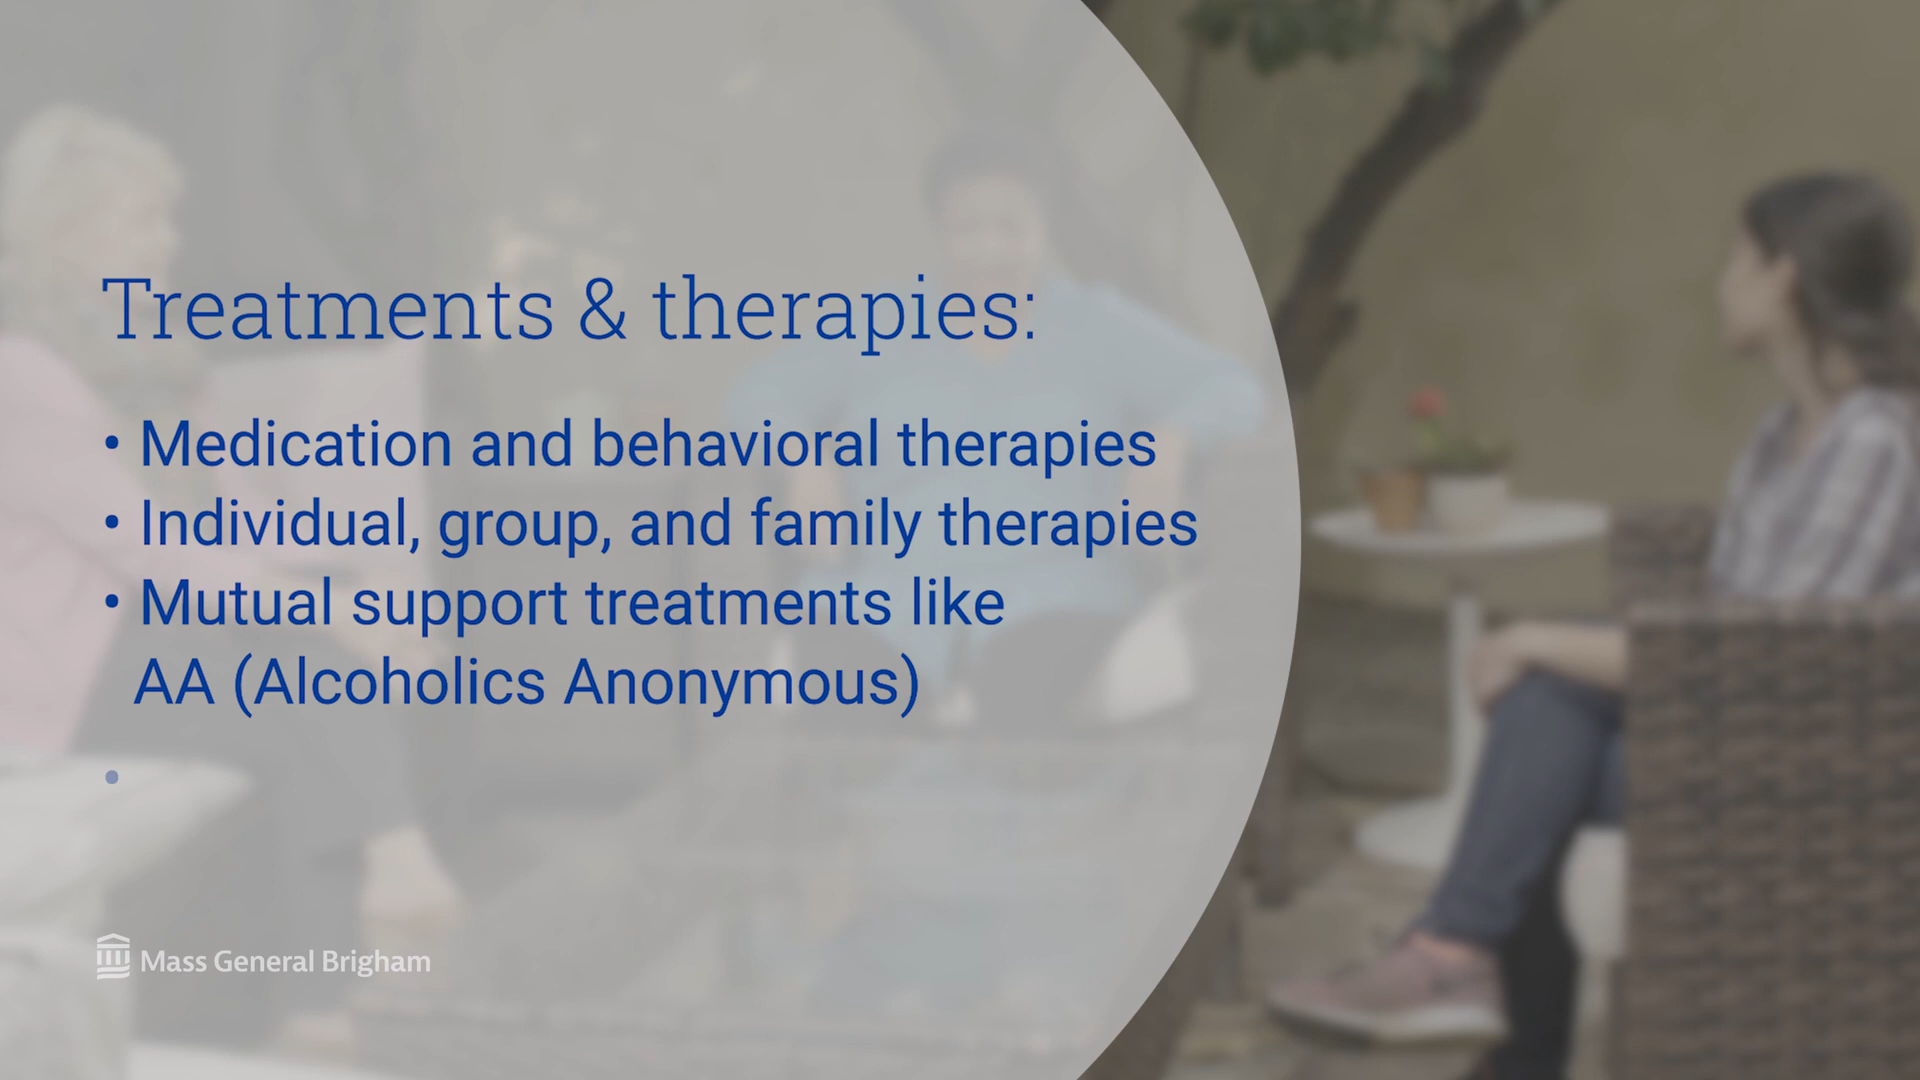 Treatments & therapies:
• Medication and behavioral therapies
• Individual, group, and family therapies
• Mutual support treatments like
AA (Alcoholics Anonymous)
•
Mass General Brigham